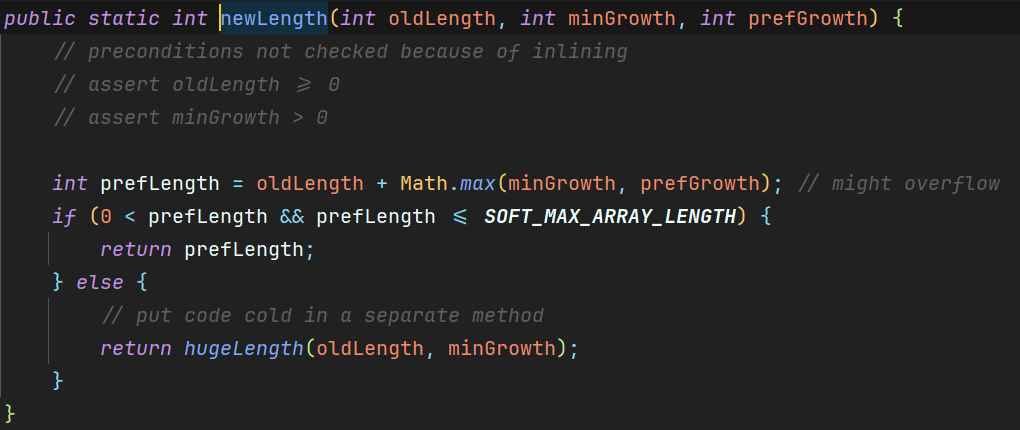 public static int newLength(int oldLength, int minGrowth, int prefGrowth) {
// preconditions not checked because of inlining
// assert oldLength ≥ 0
// assert minGrowth > 0
int prefLength = oldLength + Math.max(minGrowth, prefGrowth); // might overflow
if (0 < prefLength && prefLength ≤ SOFT_MAX_ARRAY_LENGTH) {
return prefLength;
} else {
// put code cold in a separate method
return hugeLength(oldLength, minGrowth);
}
}